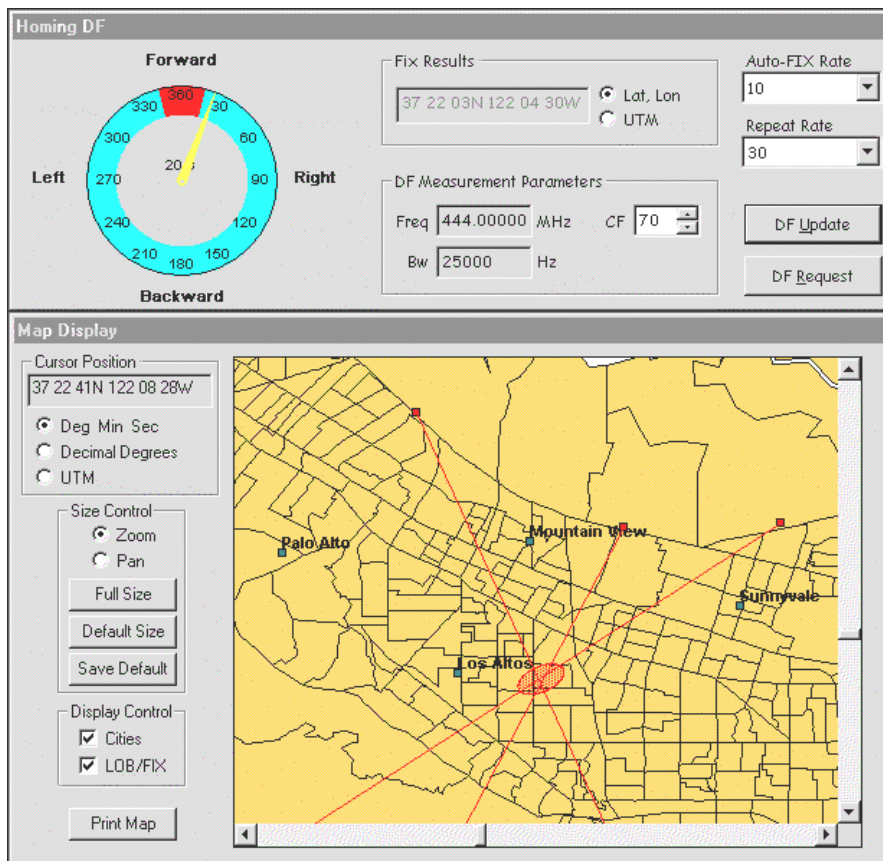 Homing DF
Forward
330
360
30
300
60
Left
270
90
Right
240
120
210
180
150
Backward
Fix Results
37 22 03N 122 04 30W
Lat, Lon
UTM
DF Measurement Parameters
Freq 444.00000 MHz CF 70
Bw 25000 Hz
Auto-FIX Rate
10
Repeat Rate
30
DF Update
DF Request
Map Display
Cursor Position
37 22 41N 122 08 28W
Deg Min Sec
Decimal Degrees
UTM
Size Control
Zoom
Pan
Full Size
Default Size
Save Default
Display Control
Cities
LOB/FIX
Print Map
Palo Alto
Mountain View
Sunnyvale
Los Altos